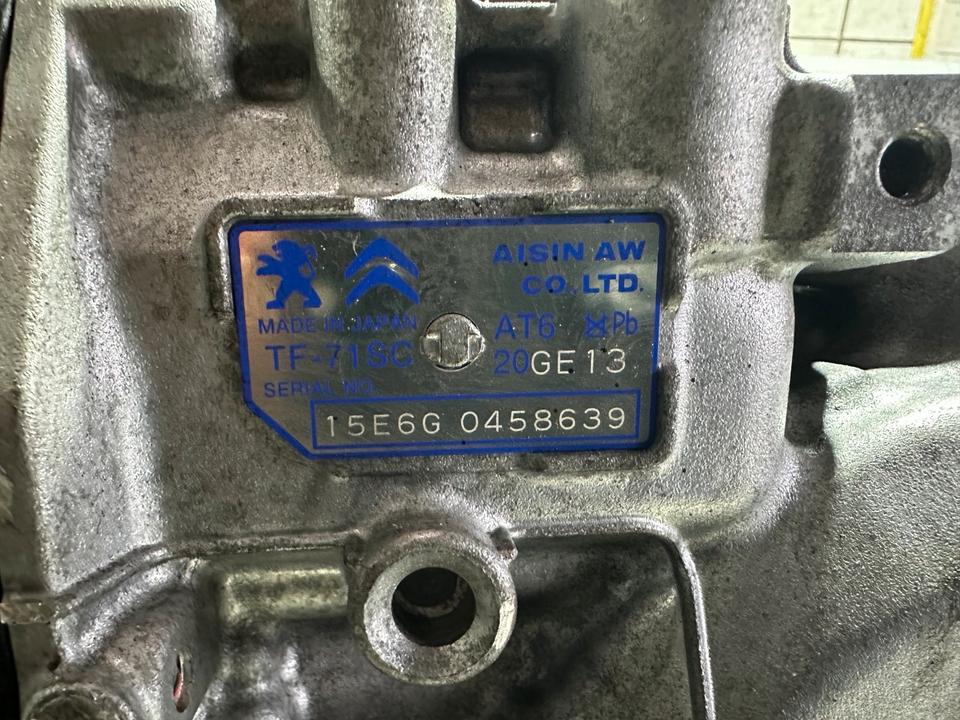 AISIN AW
CO.,LTD.
MADE IN JAPAN
AT6 Pb
TF-71SC
20GE13
SERIAL NO.
15E6G 0458639